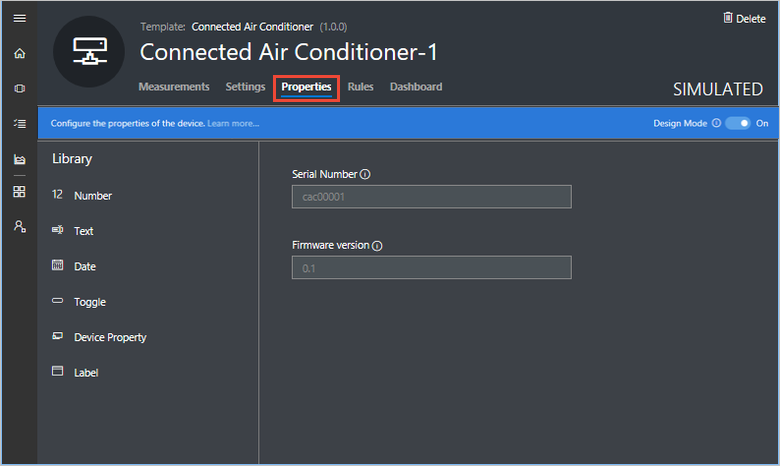 Template: Connected Air Conditioner (1.0.0)
Delete
Connected Air Conditioner-1
Measurements Settings Properties Rules Dashboard
SIMULATED
Configure the properties of the device. Learn more...
Design Mode On
Library
12 Number
Text
Date
Toggle
Device Property
Label
Serial Number
cac00001
Firmware version
0.1